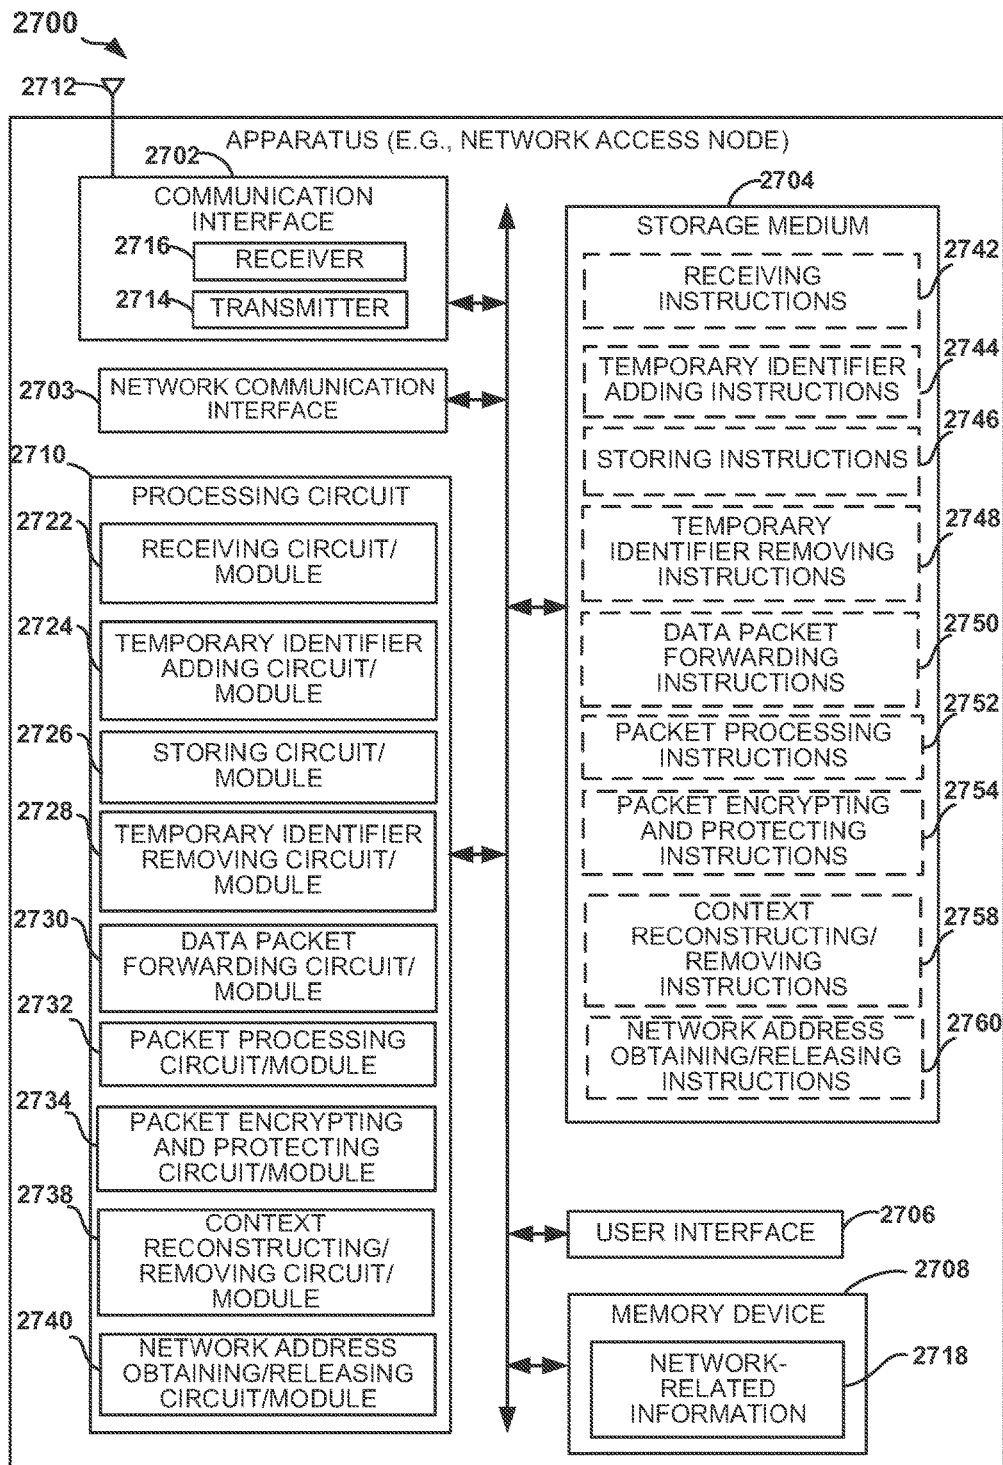 2700
2712
APPARATUS (E.G., NETWORK ACCESS NODE)
2702
COMMUNICATION
INTERFACE
2716
RECEIVER
2714
TRANSMITTER
2703
NETWORK COMMUNICATION
INTERFACE
2710
PROCESSING CIRCUIT
2722
RECEIVING CIRCUIT/
MODULE
2724
TEMPORARY IDENTIFIER
ADDING CIRCUIT/
MODULE
2726
STORING CIRCUIT/
MODULE
2728
TEMPORARY IDENTIFIER
REMOVING CIRCUIT/
MODULE
2730
DATA PACKET
FORWARDING CIRCUIT/
MODULE
2732
PACKET PROCESSING
CIRCUIT/MODULE
2734
PACKET ENCRYPTING
AND PROTECTING
CIRCUIT/MODULE
2738
CONTEXT
RECONSTRUCTING/
REMOVING CIRCUIT/
MODULE
2740
NETWORK ADDRESS
OBTAINING/RELEASING
CIRCUIT/MODULE
2704
STORAGE MEDIUM
2742
RECEIVING
INSTRUCTIONS
2744
TEMPORARY IDENTIFIER
ADDING INSTRUCTIONS
2746
STORING INSTRUCTIONS
2748
TEMPORARY
IDENTIFIER REMOVING
INSTRUCTIONS
2750
DATA PACKET
FORWARDING
INSTRUCTIONS
2752
PACKET PROCESSING
INSTRUCTIONS
2754
PACKET ENCRYPTING
AND PROTECTING
INSTRUCTIONS
2758
CONTEXT
RECONSTRUCTING/
REMOVING
INSTRUCTIONS
2760
NETWORK ADDRESS
OBTAINING/RELEASING
INSTRUCTIONS
2706
USER INTERFACE
2708
MEMORY DEVICE
2718
NETWORK-
RELATED
INFORMATION